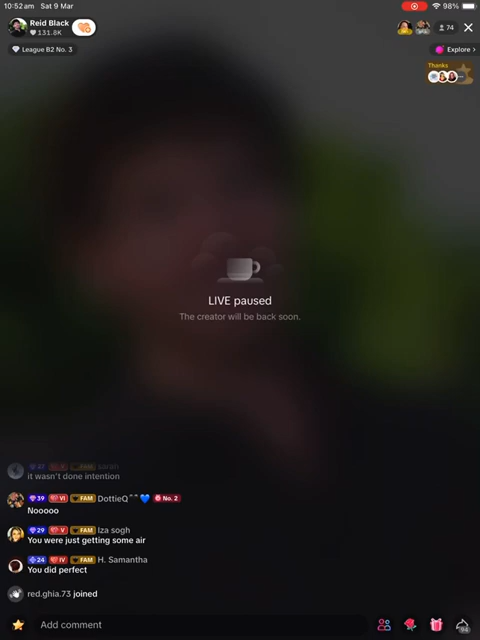 10:52 am Sat 9 Mar 98%
Reid Black
131.8K
74
League B2 No. 3
Explore ›
Thanks
LIVE paused
The creator will be back soon.
FAM sarah
it wasn't done intention
39 VI FAM DottieQ^^💙 No. 2
Nooooo
29 V FAM Iza sogh
You were just getting some air
24 IV FAM H. Samantha
You did perfect
red.ghia.73 joined
Add comment
94